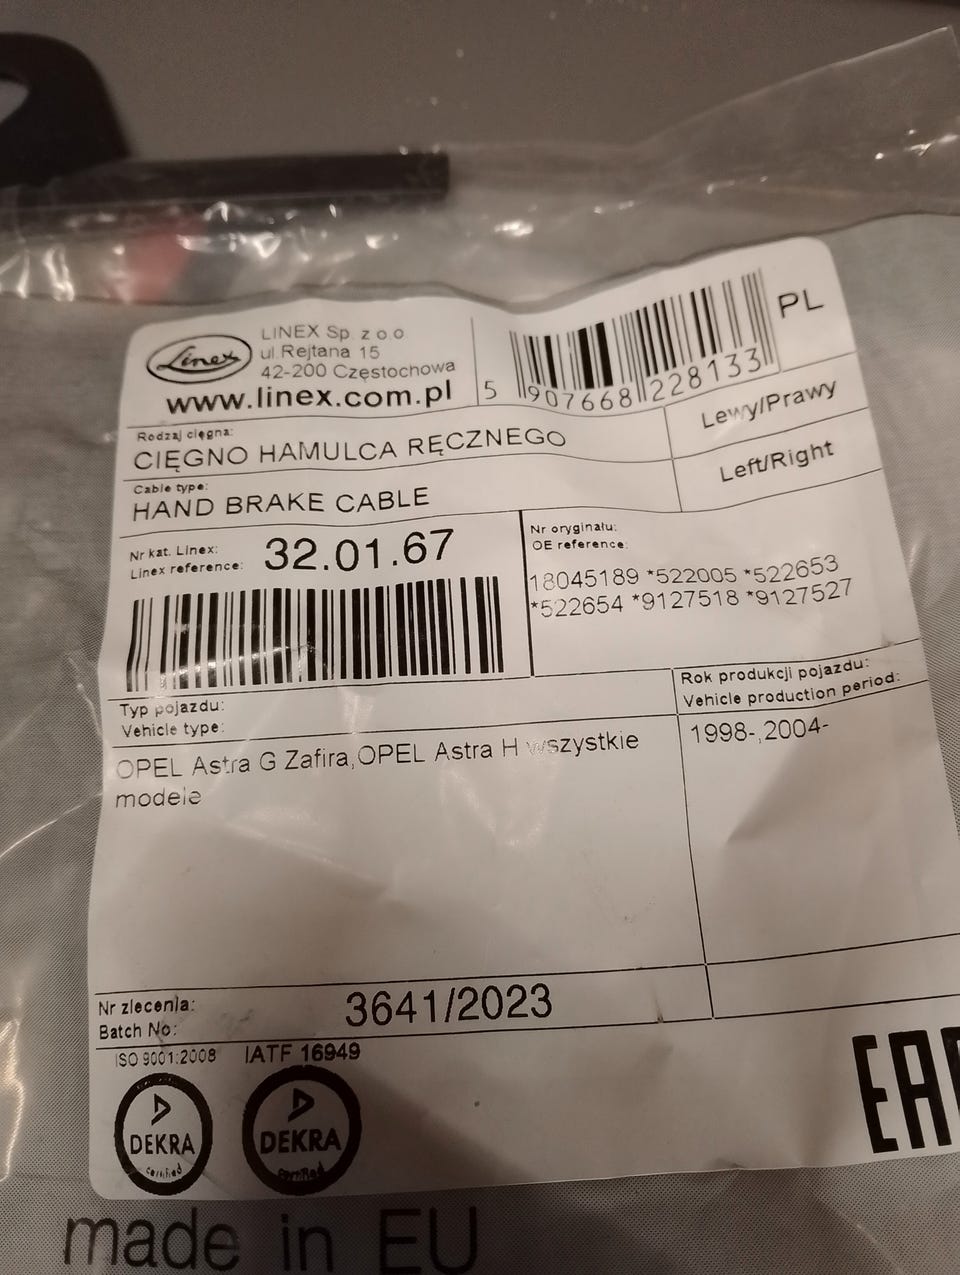 Linex
LINEX Sp. z o.o
ul.Rejtana 15
42-200 Częstochowa
www.linex.com.pl
5 907668 228133
PL
Rodzaj cięgna:
CIĘGNO HAMULCA RĘCZNEGO
Lewy/Prawy
Cable type:
HAND BRAKE CABLE
Left/Right
Nr kat. Linex:
Linex reference:
32.01.67
Nr oryginału:
OE reference:
18045189 *522005 *522653
*522654 *9127518 *9127527
Typ pojazdu:
Vehicle type:
Rok produkcji pojazdu:
Vehicle production period:
OPEL Astra G Zafira,OPEL Astra H wszystkie
modele
1998-,2004-
Nr zlecenia:
Batch No:
3641/2023
ISO 9001:2008
IATF 16949
DEKRA
certified
DEKRA
certified
EAC
made in EU